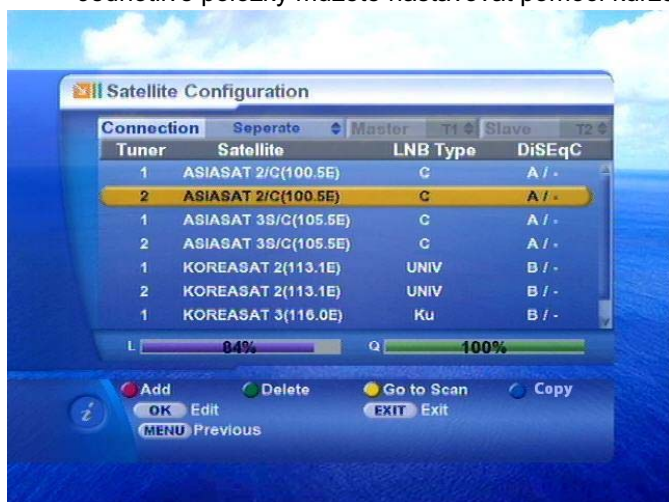 Satellite Configuration
Connection Seperate Master T1 Slave T2
Tuner Satellite LNB Type DiSEqC
1 ASIASAT 2/C(100.5E) C A / -
2 ASIASAT 2/C(100.5E) C A / -
1 ASIASAT 3S/C(105.5E) C A / -
2 ASIASAT 3S/C(105.5E) C A / -
1 KOREASAT 2(113.1E) UNIV B / -
2 KOREASAT 2(113.1E) UNIV B / -
1 KOREASAT 3(116.0E) Ku B / -
L 84% Q 100%
Add Delete Go to Scan Copy
i OK Edit EXIT Exit
MENU Previous